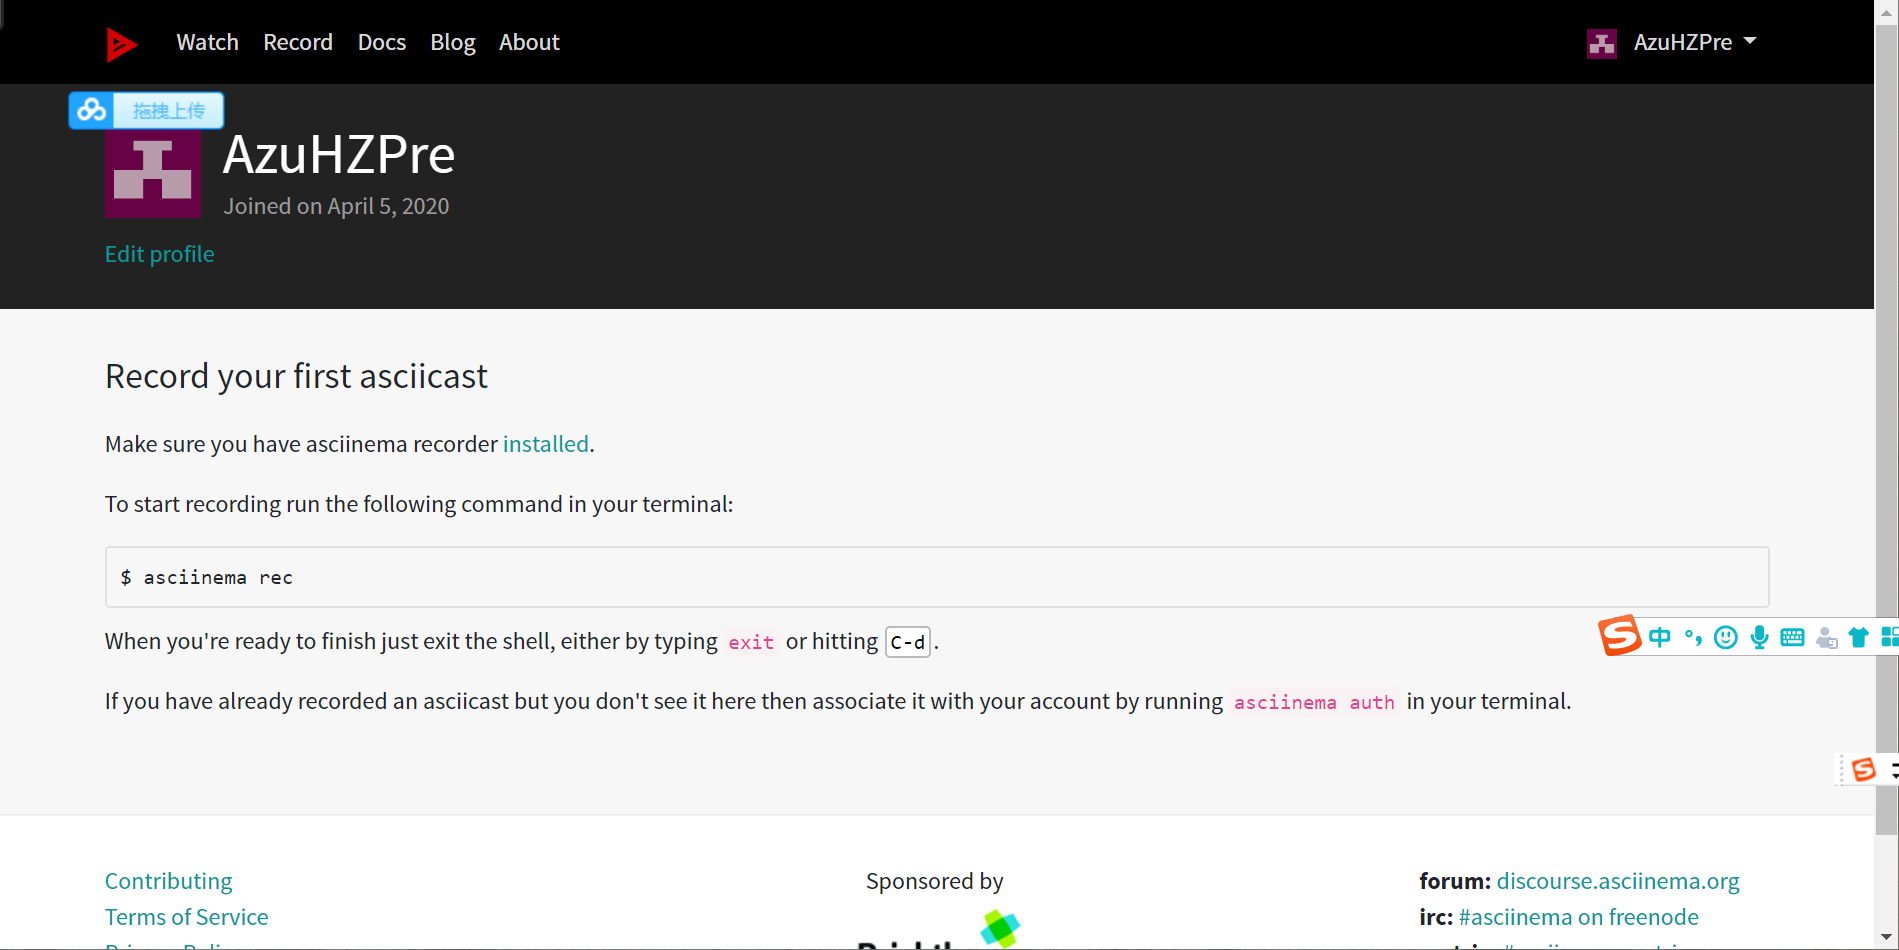 Watch Record Docs Blog About AzuHZPre
拖拽上传
AzuHZPre
Joined on April 5, 2020
Edit profile
Record your first asciicast
Make sure you have asciinema recorder installed.
To start recording run the following command in your terminal:
$ asciinema rec
When you're ready to finish just exit the shell, either by typing exit or hitting C-d.
中
If you have already recorded an asciicast but you don't see it here then associate it with your account by running asciinema auth in your terminal.
Contributing
Terms of Service
Sponsored by
forum: discourse.asciinema.org
irc: #asciinema on freenode